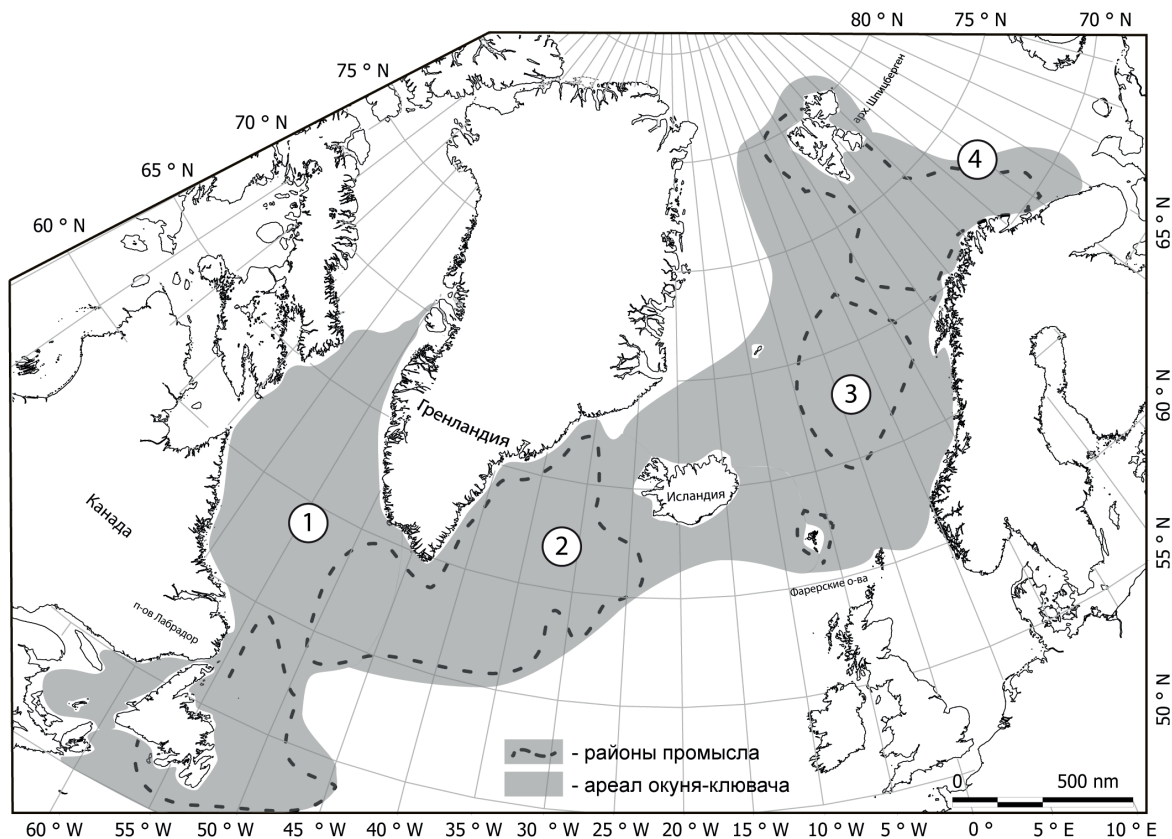 80 ° N 75 ° N 70 ° N
75 ° N
70 ° N
65 ° N
60 ° N
арх. Шпицберген
4
65 ° N
60 ° N
55 ° N
50 ° N
3
Гренландия
Исландия
Канада
1
2
Фарерские о-ва
п-ов Лабрадор
- районы промысла
- ареал окуня-клювача
0 500 nm
60 ° W 55 ° W 50 ° W 45 ° W 40 ° W 35 ° W 30 ° W 25 ° W 20 ° W 15 ° W 10 ° W 5 ° W 0 ° 5 ° E 10 ° E